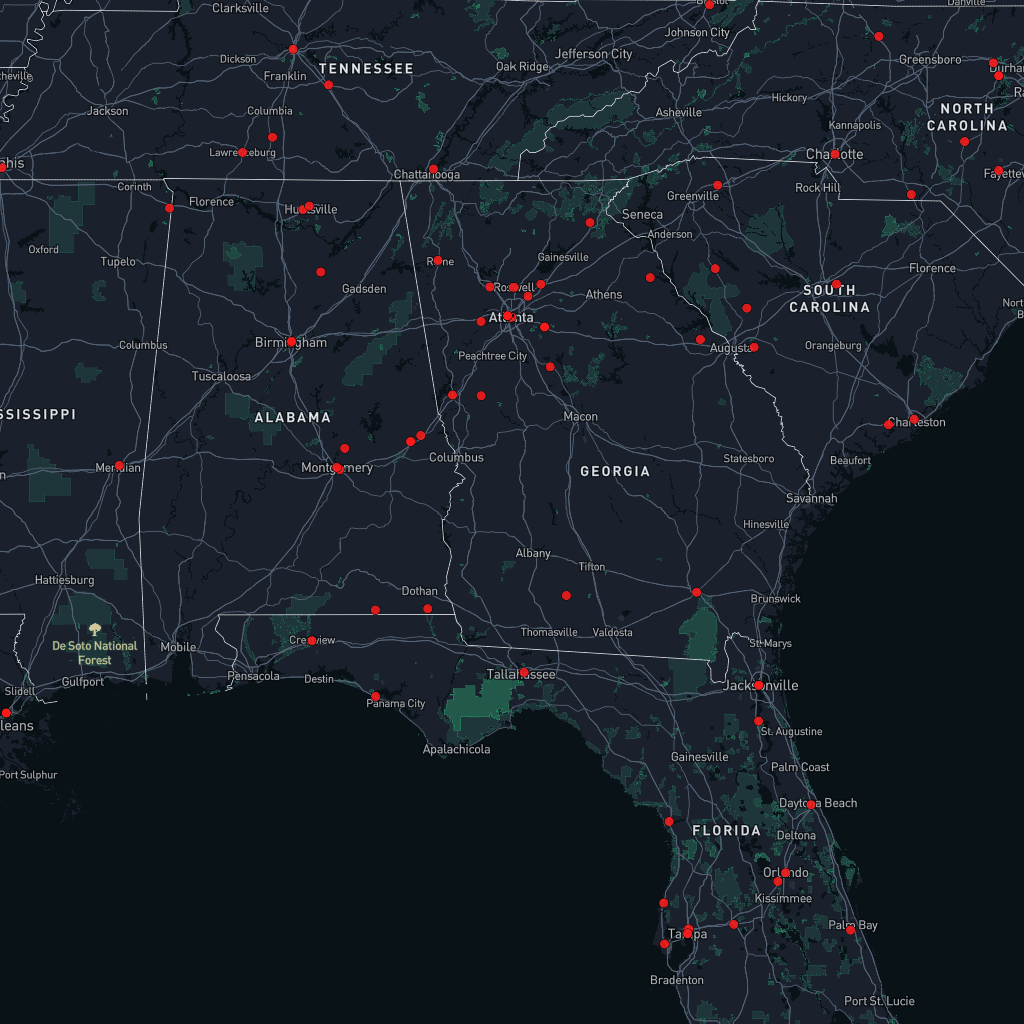 Clarksville
Danville
Johnson City
Jefferson City
Dickson
Greensboro
TENNESSEE
Oak Ridge
Franklin
Hickory
Jackson
Columbia
Asheville
NORTH
CAROLINA
Kannapolis
Charlotte
Chattanooga
Corinth
Rock Hill
Greenville
Florence
Huntsville
Seneca
Anderson
Oxford
Tupelo
Rome
Gainesville
Florence
Gadsden
Roswell
Athens
SOUTH
CAROLINA
Atlanta
Columbus
Birmingham
Peachtree City
Augusta
Orangeburg
Tuscaloosa
ALABAMA
Macon
Charleston
Columbus
Statesboro
Beaufort
Meridian
Montgomery
GEORGIA
Savannah
Hinesville
Albany
Tifton
Hattiesburg
Dothan
Brunswick
Thomasville
Valdosta
De Soto National
Forest
Mobile
Crestview
St. Marys
Pensacola
Destin
Tallahassee
Gulfport
Jacksonville
Slidell
Panama City
St. Augustine
Apalachicola
Gainesville
Palm Coast
Port Sulphur
Daytona Beach
FLORIDA
Deltona
Orlando
Kissimmee
Tampa
Palm Bay
Bradenton
Port St. Lucie